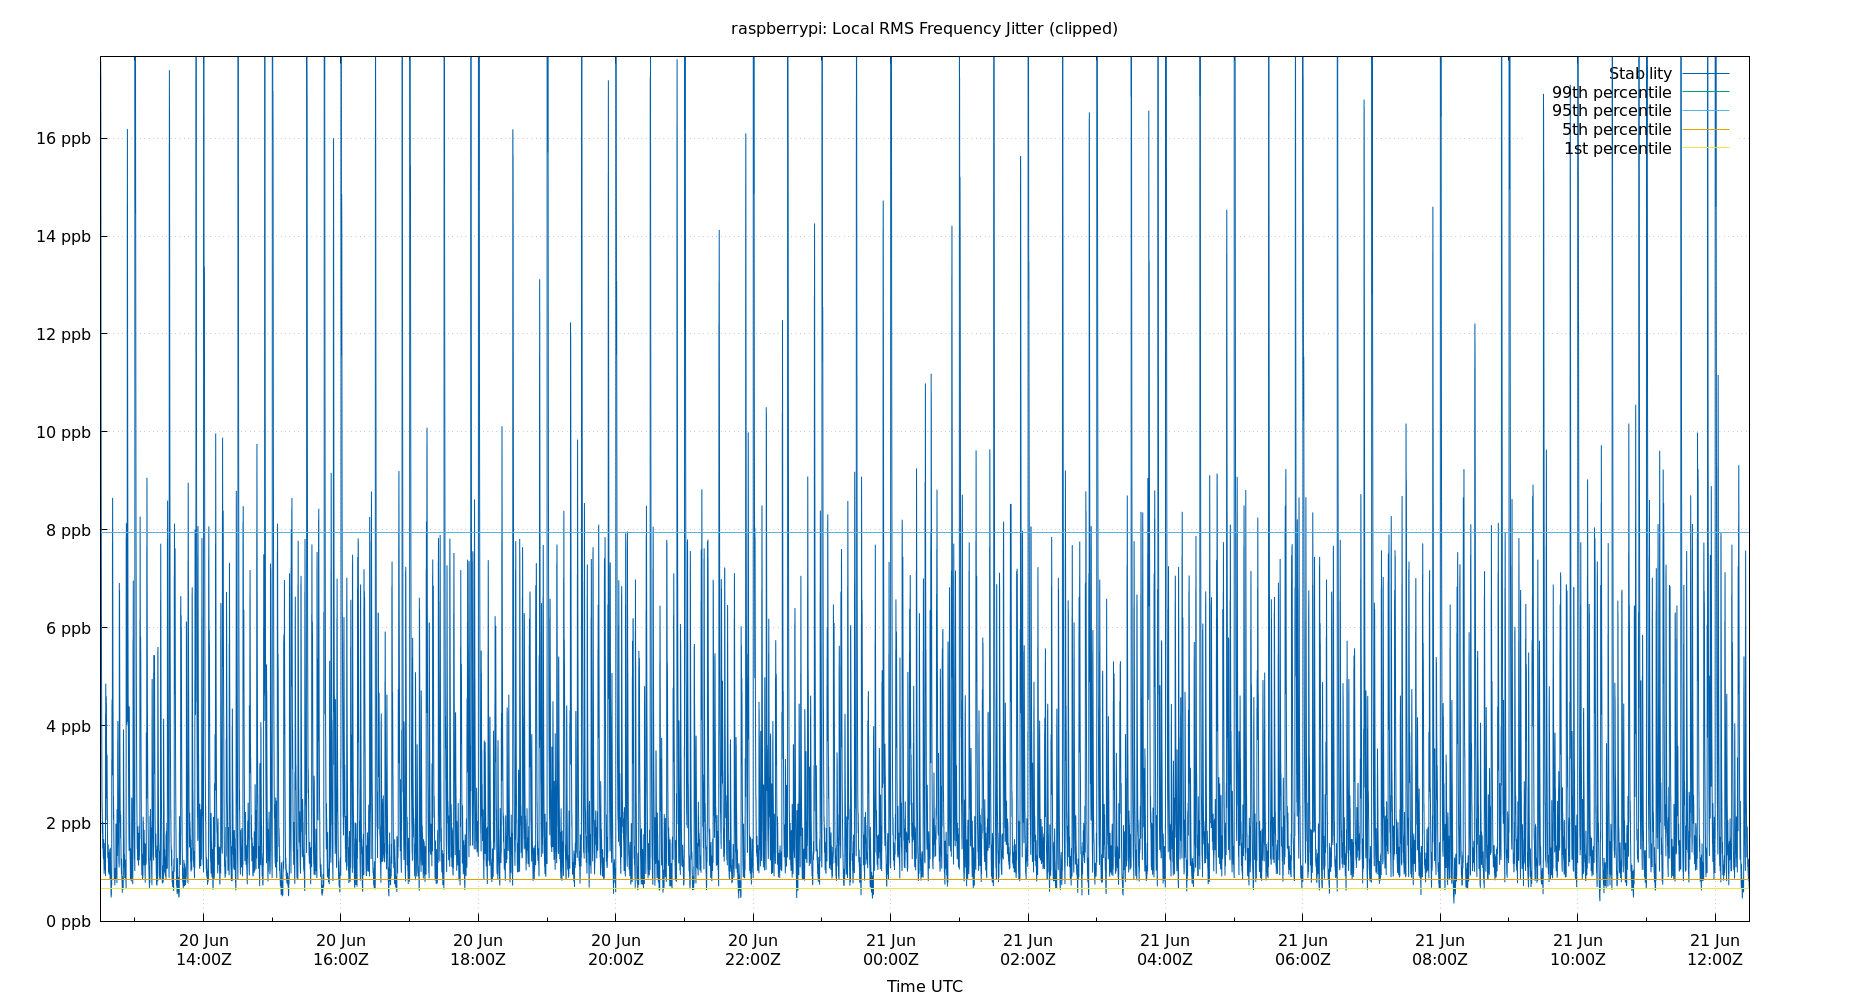 raspberrypi: Local RMS Frequency Jitter (clipped)
Stability
99th percentile
95th percentile
5th percentile
1st percentile
16 ppb
14 ppb
12 ppb
10 ppb
8 ppb
6 ppb
4 ppb
2 ppb
0 ppb
20 Jun 20 Jun 20 Jun 20 Jun 20 Jun 21 Jun 21 Jun 21 Jun 21 Jun 21 Jun 21 Jun 21 Jun
14:00Z 16:00Z 18:00Z 20:00Z 22:00Z 00:00Z 02:00Z 04:00Z 06:00Z 08:00Z 10:00Z 12:00Z
Time UTC